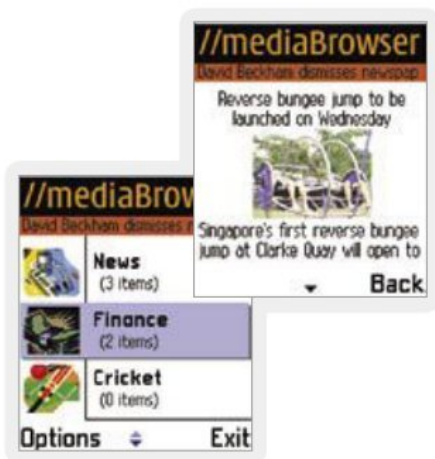 //mediaBrowser
David Beckham dismisses newspap
Reverse bungee jump to be
launched on Wednesday
Singapore's first reverse bungee
jump at Clarke Quay will open to
Back
//mediaBrow
David Beckham dismisses n
News
(3 items)
Finance
(2 items)
Cricket
(0 items)
Options
Exit